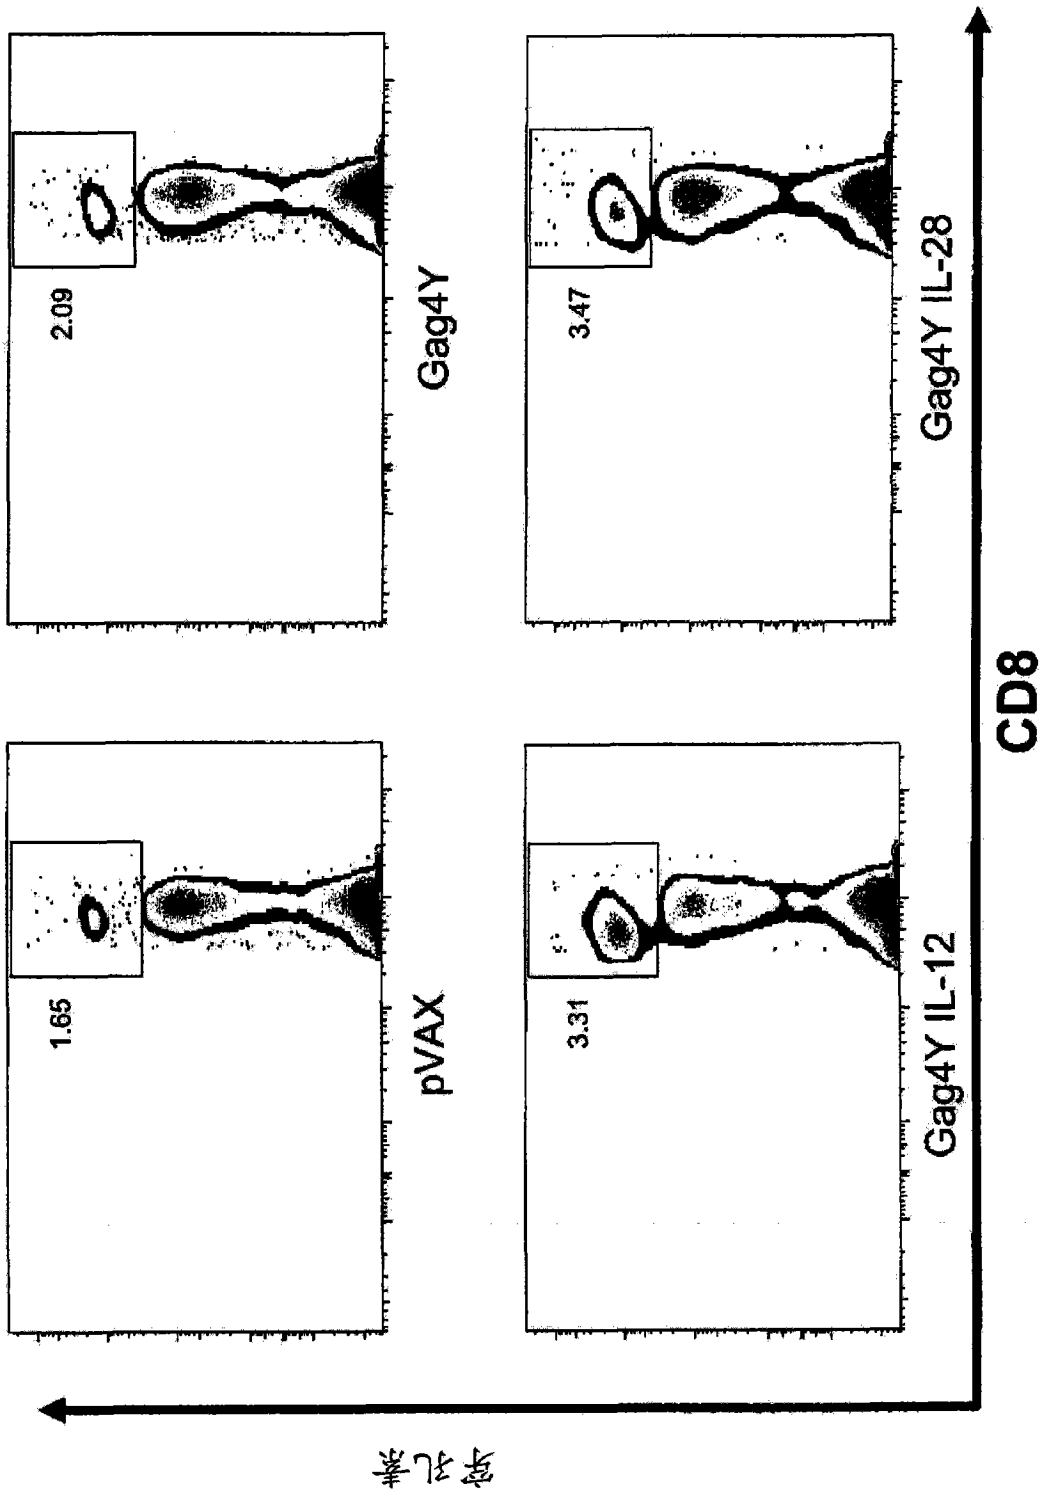 1.65
2.09
pVAX
Gag4Y
3.31
3.47
Gag4Y IL-12
Gag4Y IL-28
CD8
穿孔素